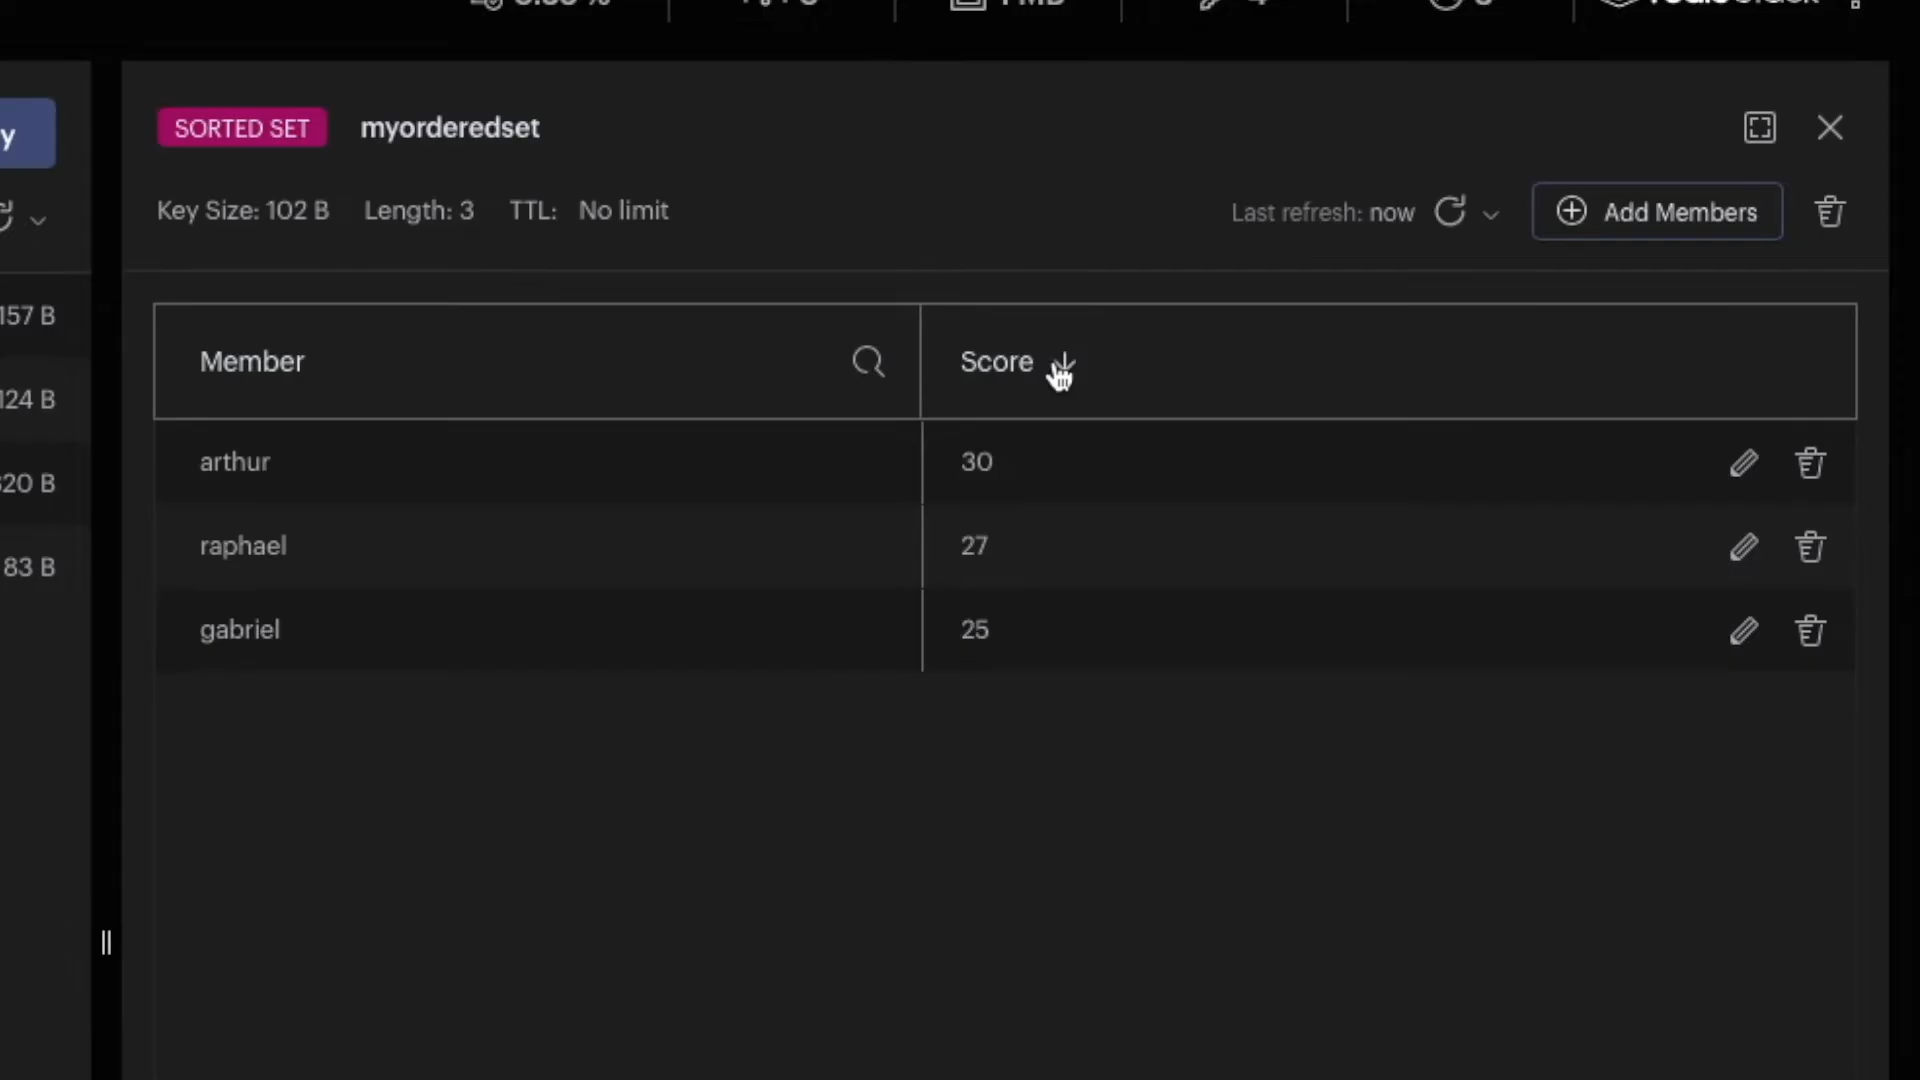 SORTED SET myorderedset
y
Key Size: 102 B Length: 3 TTL: No limit Last refresh: now Add Members
Member Score
157 B
124 B
arthur 30
20 B
raphael 27
83 B
gabriel 25